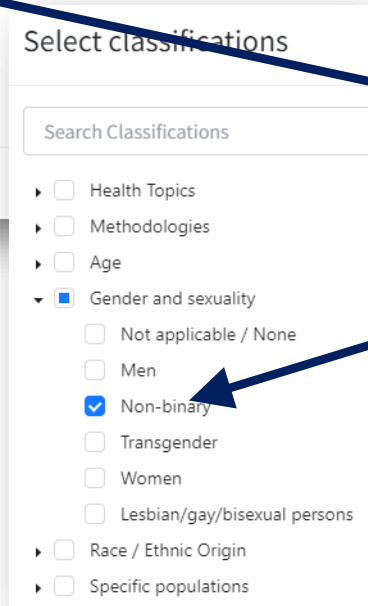 Select classifications
Search Classifications
Health Topics
Methodologies
Age
Gender and sexuality
Not applicable / None
Men
Non-binary
Transgender
Women
Lesbian/gay/bisexual persons
Race / Ethnic Origin
Specific populations